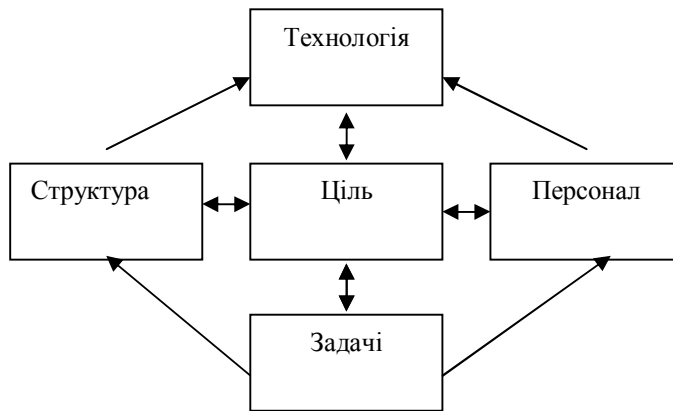 Технологія
Структура
Ціль
Персонал
Задачі